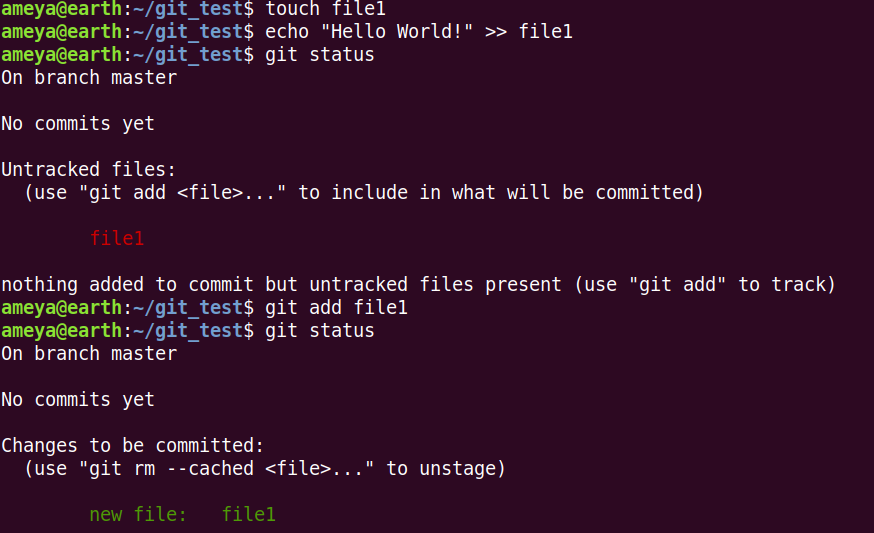 ameya@earth:~/git_test$ touch file1
ameya@earth:~/git_test$ echo "Hello World!" >> file1
ameya@earth:~/git_test$ git status
On branch master
No commits yet
Untracked files:
(use "git add <file>..." to include in what will be committed)
file1
nothing added to commit but untracked files present (use "git add" to track)
ameya@earth:~/git_test$ git add file1
ameya@earth:~/git_test$ git status
On branch master
No commits yet
Changes to be committed:
(use "git rm --cached <file>..." to unstage)
new file:   file1